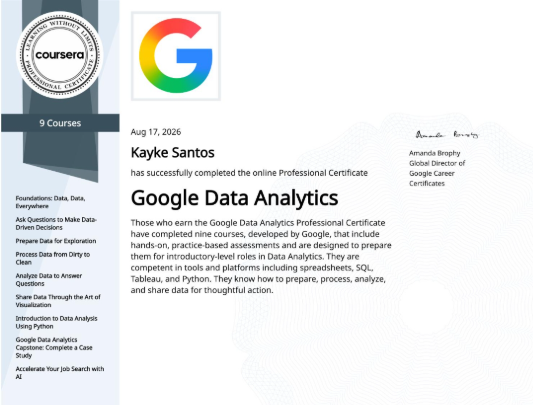 LEARNING WITHOUT LIMITS
coursera
PROFESSIONAL CERTIFICATE
9 Courses
Foundations: Data, Data,
Everywhere
Ask Questions to Make Data-
Driven Decisions
Prepare Data for Exploration
Process Data from Dirty to
Clean
Analyze Data to Answer
Questions
Share Data Through the Art of
Visualization
Introduction to Data Analysis
Using Python
Google Data Analytics
Capstone: Complete a Case
Study
Accelerate Your Job Search with
AI
G
Aug 17, 2026
Kayke Santos
has successfully completed the online Professional Certificate
Google Data Analytics
Those who earn the Google Data Analytics Professional Certificate
have completed nine courses, developed by Google, that include
hands-on, practice-based assessments and are designed to prepare
them for introductory-level roles in Data Analytics. They are
competent in tools and platforms including spreadsheets, SQL,
Tableau, and Python. They know how to prepare, process, analyze,
and share data for thoughtful action.
Amanda Brophy
Amanda Brophy
Global Director of
Google Career
Certificates